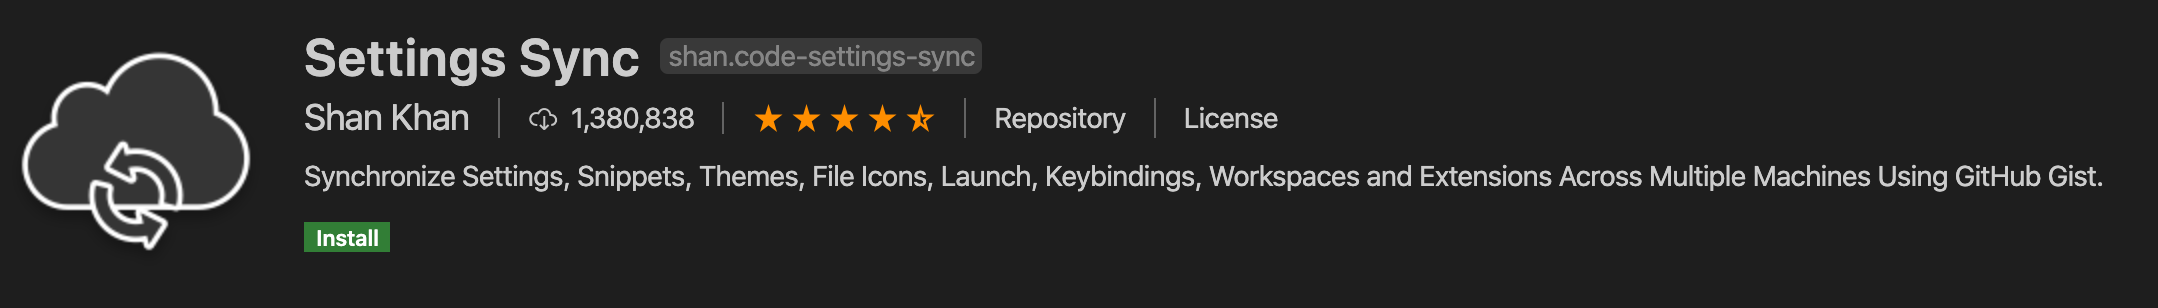 Settings Sync shan.code-settings-sync
Shan Khan 1,380,838 Repository License
Synchronize Settings, Snippets, Themes, File Icons, Launch, Keybindings, Workspaces and Extensions Across Multiple Machines Using GitHub Gist.
Install